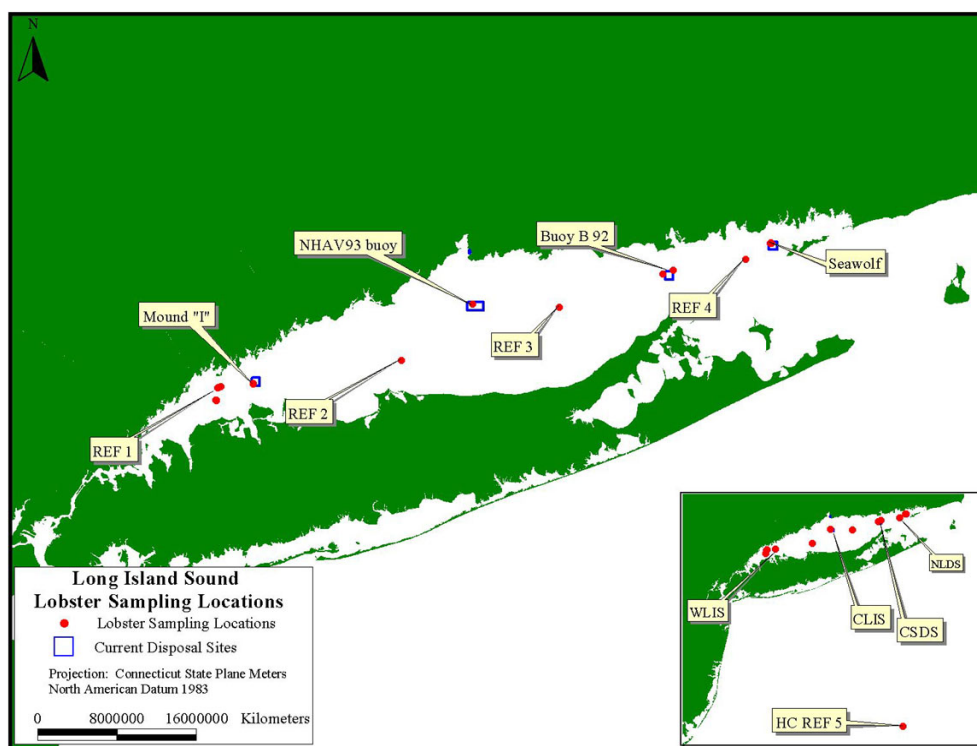 N
NHAV93 buoy
Buoy B 92
Seawolf
Mound "I"
REF 4
REF 3
REF 2
REF 1
Long Island Sound
Lobster Sampling Locations
Lobster Sampling Locations
Current Disposal Sites
Projection: Connecticut State Plane Meters
North American Datum 1983
0 8000000 16000000 Kilometers
NLDS
WLIS
CLIS
CSDS
HC REF 5